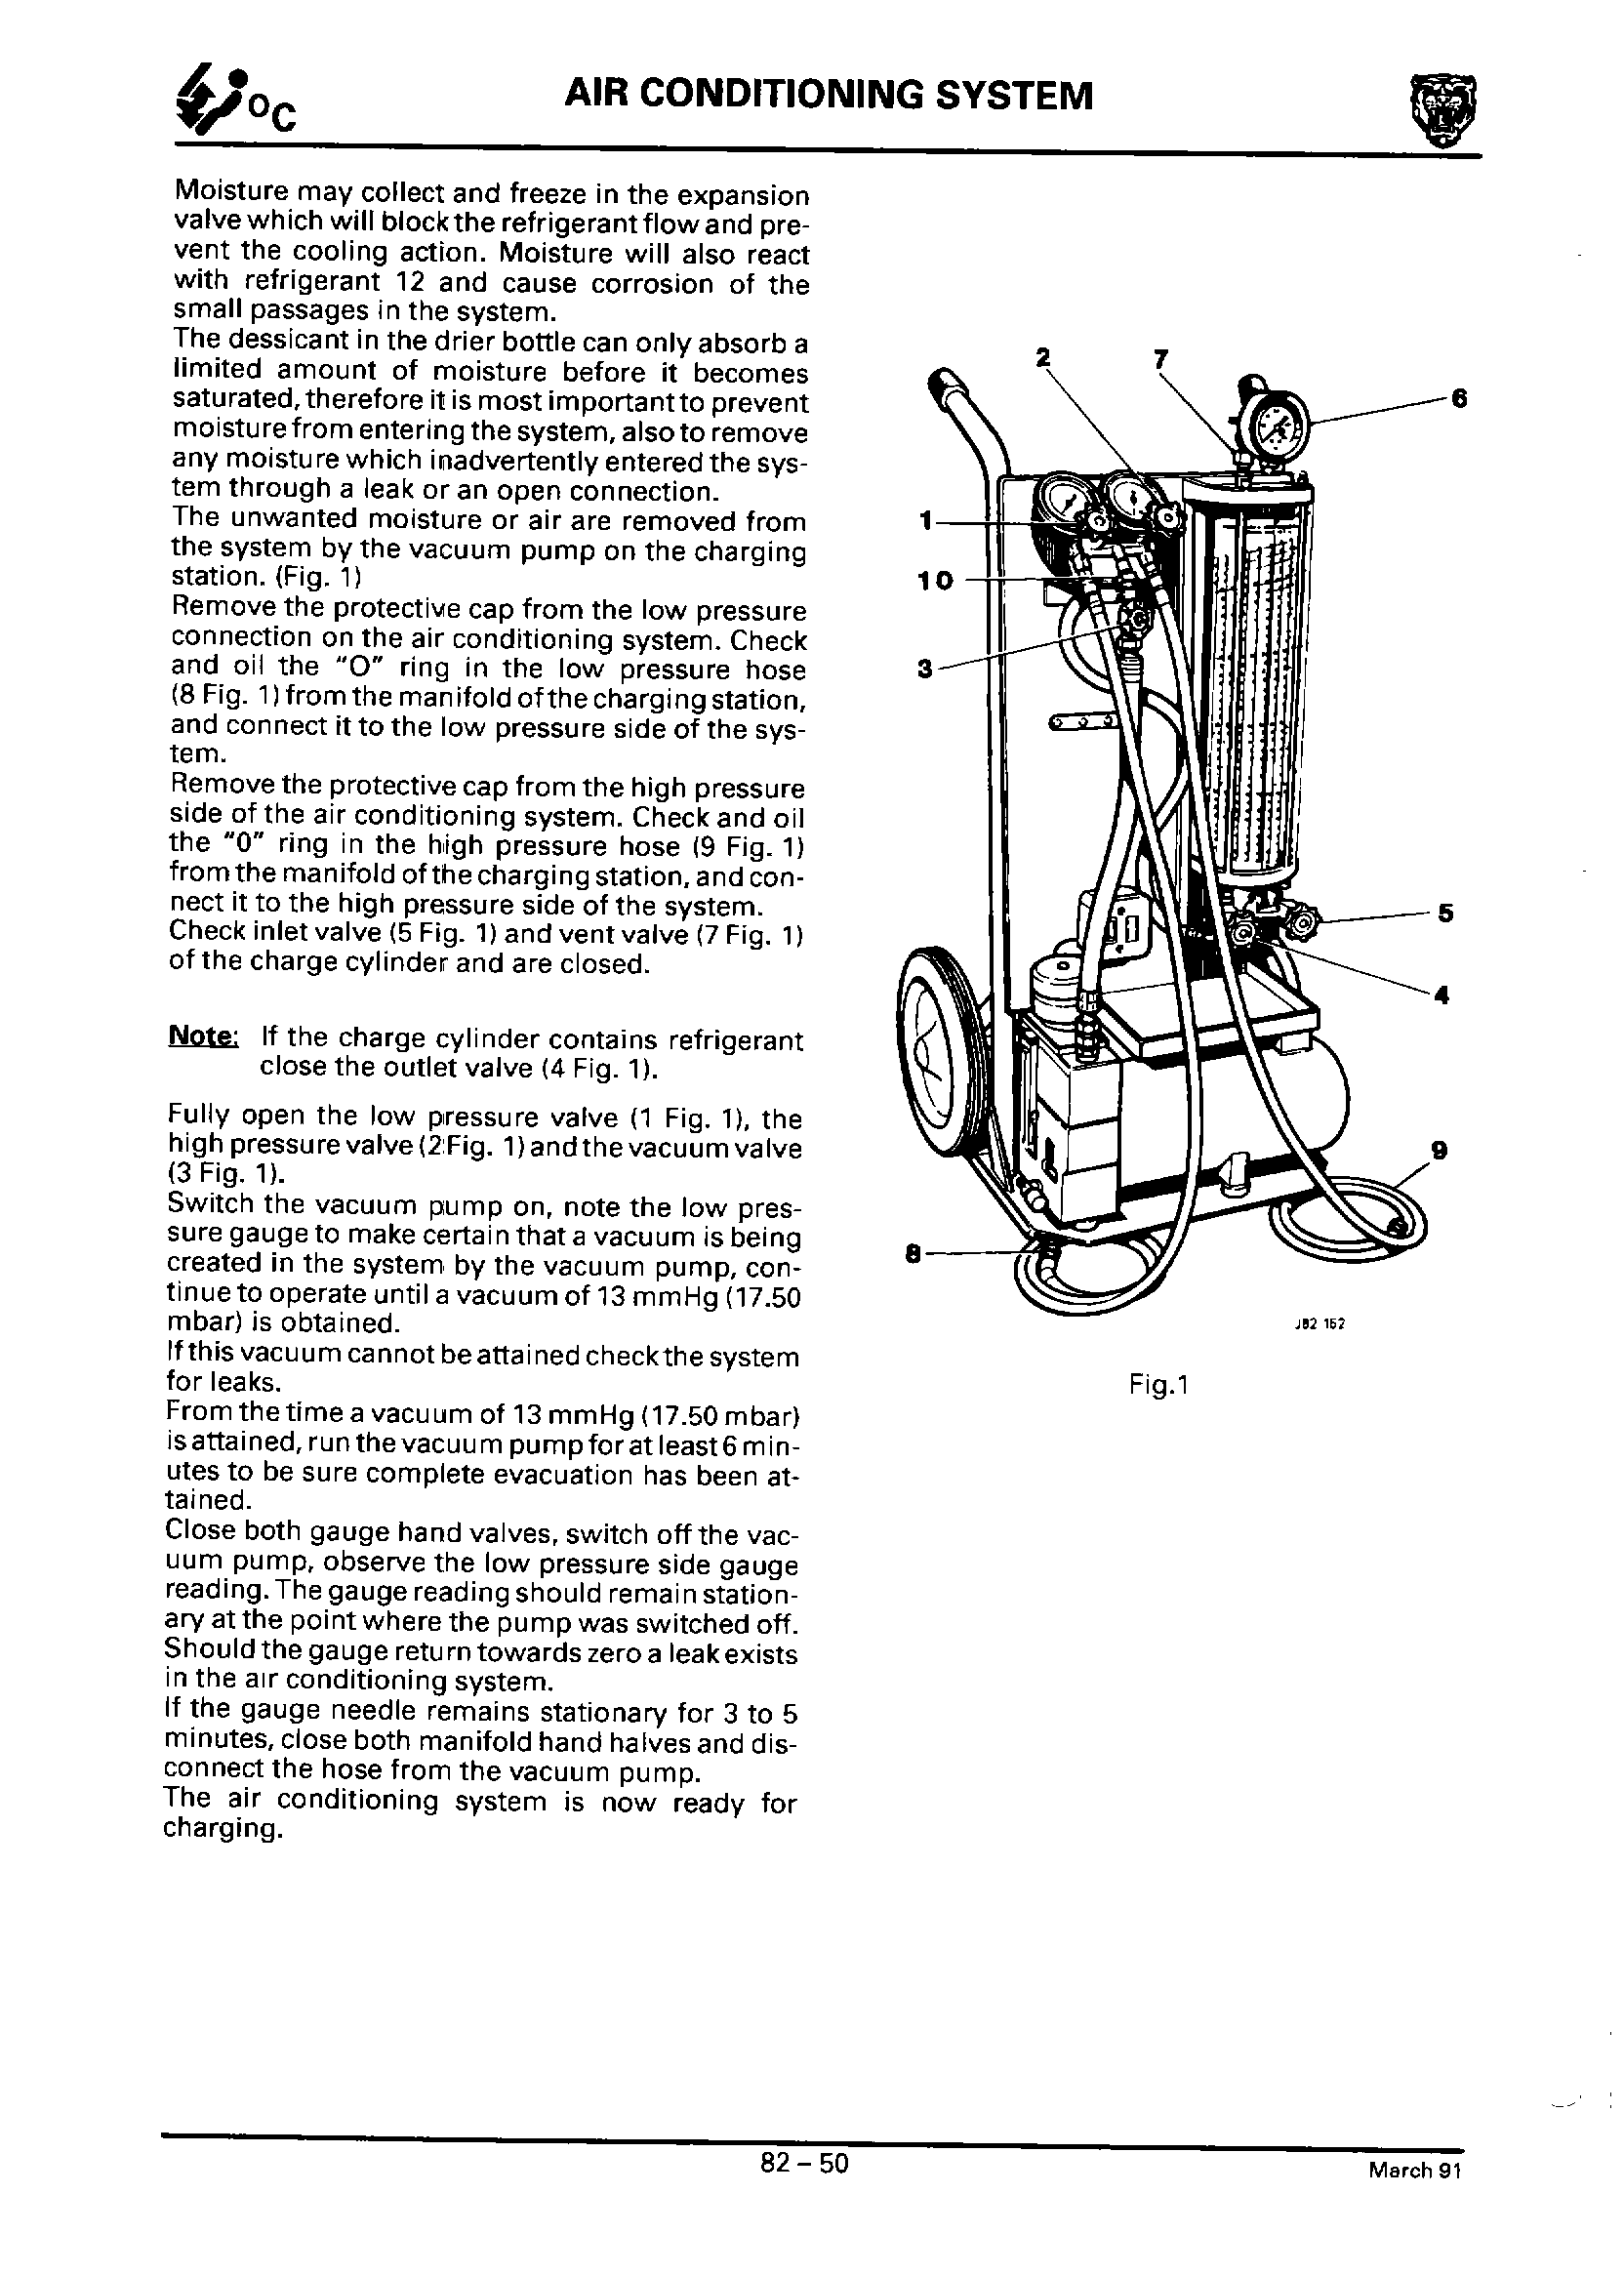 °C
AIR CONDITIONING SYSTEM
Moisture may collect and freeze in the expansion
valve which will block the refrigerant flow and pre-
vent the cooling action. Moisture will also react
with refrigerant 12 and cause corrosion of the
small passages in the system.
The dessicant in the drier bottle can only absorb a
limited amount of moisture before it becomes
saturated, therefore it is most important to prevent
moisture from entering the system, also to remove
any moisture which inadvertently entered the sys-
tem through a leak or an open connection.
The unwanted moisture or air are removed from
the system by the vacuum pump on the charging
station. (Fig. 1)
Remove the protective cap from the low pressure
connection on the air conditioning system. Check
and oil the "O" ring in the low pressure hose
(8 Fig. 1) from the manifold of the charging station,
and connect it to the low pressure side of the sys-
tem.
Remove the protective cap from the high pressure
side of the air conditioning system. Check and oil
the "0" ring in the high pressure hose (9 Fig. 1)
from the manifold of the charging station, and con-
nect it to the high pressure side of the system.
Check inlet valve (5 Fig. 1) and vent valve (7 Fig. 1)
of the charge cylinder and are closed.
Note: If the charge cylinder contains refrigerant
close the outlet valve (4 Fig. 1).
Fully open the low pressure valve (1 Fig. 1), the
high pressure valve (2 Fig. 1) and the vacuum valve
(3 Fig. 1).
Switch the vacuum pump on, note the low pres-
sure gauge to make certain that a vacuum is being
created in the system by the vacuum pump, con-
tinue to operate until a vacuum of 13 mmHg (17.50
mbar) is obtained.
If this vacuum cannot be attained check the system
for leaks.
From the time a vacuum of 13 mmHg (17.50 mbar)
is attained, run the vacuum pump for at least 6 min-
utes to be sure complete evacuation has been at-
tained.
Close both gauge hand valves, switch off the vac-
uum pump, observe the low pressure side gauge
reading. The gauge reading should remain station-
ary at the point where the pump was switched off.
Should the gauge return towards zero a leak exists
in the air conditioning system.
If the gauge needle remains stationary for 3 to 5
minutes, close both manifold hand halves and dis-
connect the hose from the vacuum pump.
The air conditioning system is now ready for
charging.
2
7
6
1
10
3
5
4
9
8
J82 152
Fig.1
82 – 50
March 91